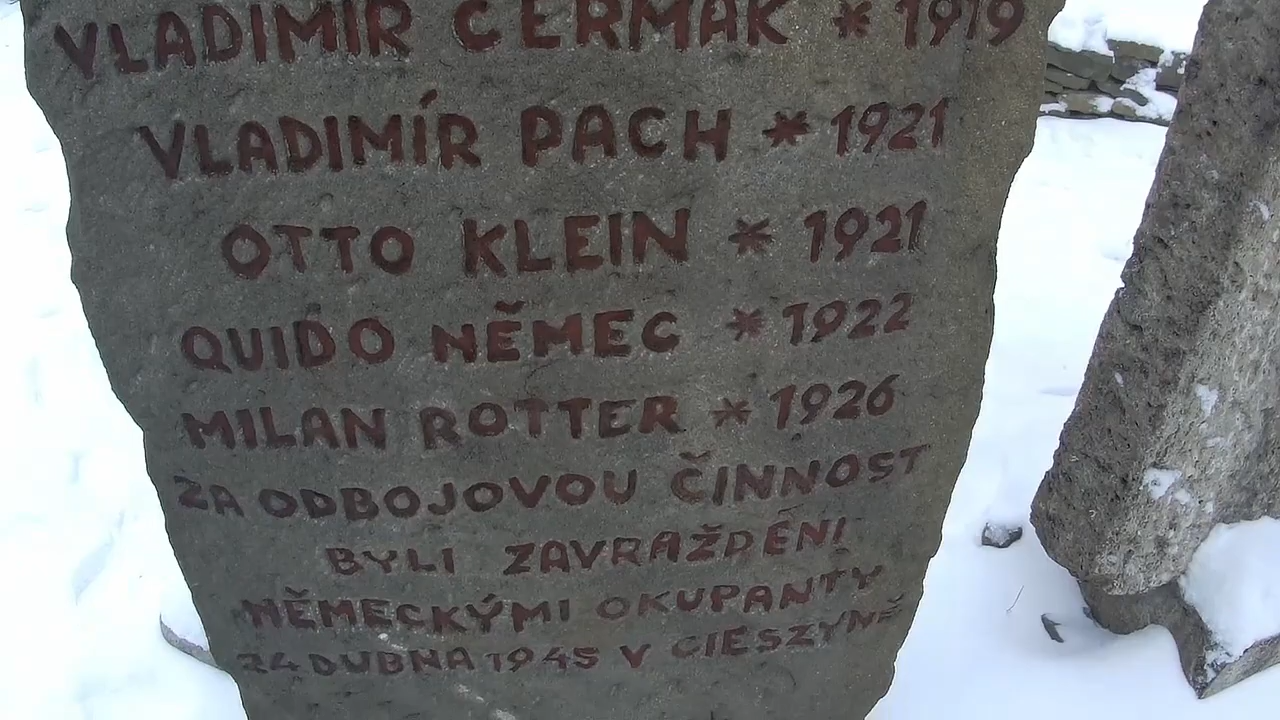 VLADIMÍR ČERMÁK * 1919
VLADIMÍR PACH * 1921
OTTO KLEIN * 1921
QUIDO NĚMEC * 1922
MILAN ROTTER * 1926
ZA ODBOJOVOU ČINNOST
BYLI ZAVRAŽDĚNI
NĚMECKÝMI OKUPANTY
24 DUBNA 1945 V CIESZYNĚ